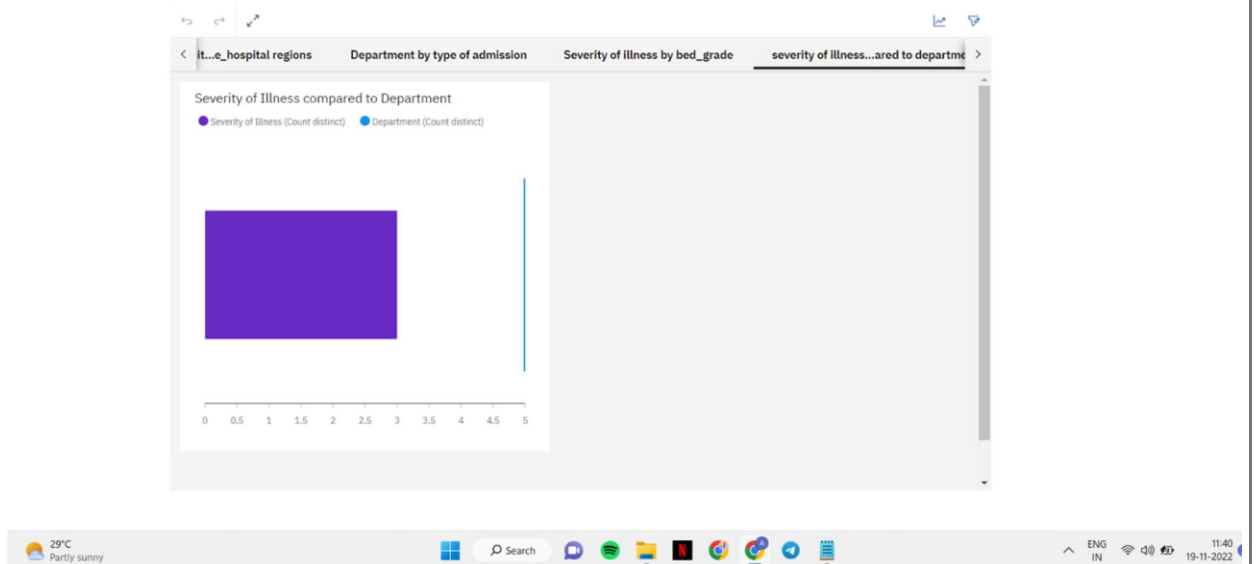 it...e_hospital regions
Department by type of admission
Severity of illness by bed_grade
severity of illness...ared to departme
Severity of Illness compared to Department
Severity of Illness (Count distinct)
Department (Count distinct)
0 0.5 1 1.5 2 2.5 3 3.5 4 4.5 5
29°C
Partly sunny
Search
ENG
IN
11:40
19-11-2022